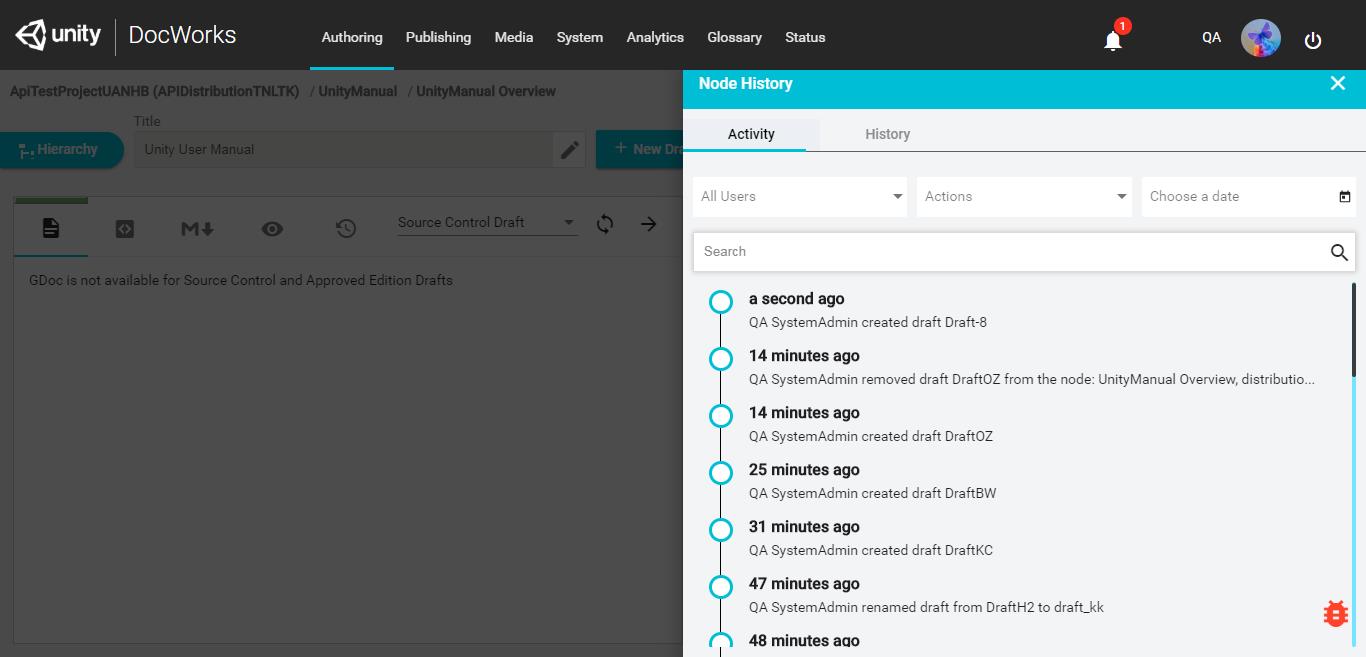 unity DocWorks
Authoring Publishing Media System Analytics Glossary Status
1
QA
ApiTestProjectUANHB (APIDistributionTNLTK) / UnityManual / UnityManual Overview
Title
Hierarchy
Unity User Manual
+ New Dra
M
Source Control Draft
GDoc is not available for Source Control and Approved Edition Drafts
Node History
Activity History
All Users
Actions
Choose a date
Search
a second ago
QA SystemAdmin created draft Draft-8
14 minutes ago
QA SystemAdmin removed draft DraftOZ from the node: UnityManual Overview, distributio...
14 minutes ago
QA SystemAdmin created draft DraftOZ
25 minutes ago
QA SystemAdmin created draft DraftBW
31 minutes ago
QA SystemAdmin created draft DraftKC
47 minutes ago
QA SystemAdmin renamed draft from DraftH2 to draft_kk
48 minutes ago